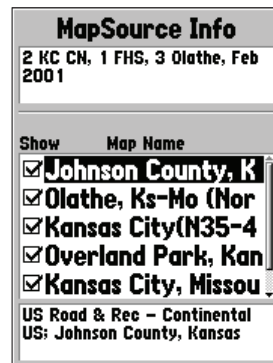 MapSource Info
2 KC CN, 1 FHS, 3 Olathe, Feb
2001
Show Map Name
Johnson County, K
Olathe, Ks-Mo (Nor
Kansas City(N35-4
Overland Park, Kan
Kansas City, Missou
US Road & Rec - Continental
US; Johnson County, Kansas